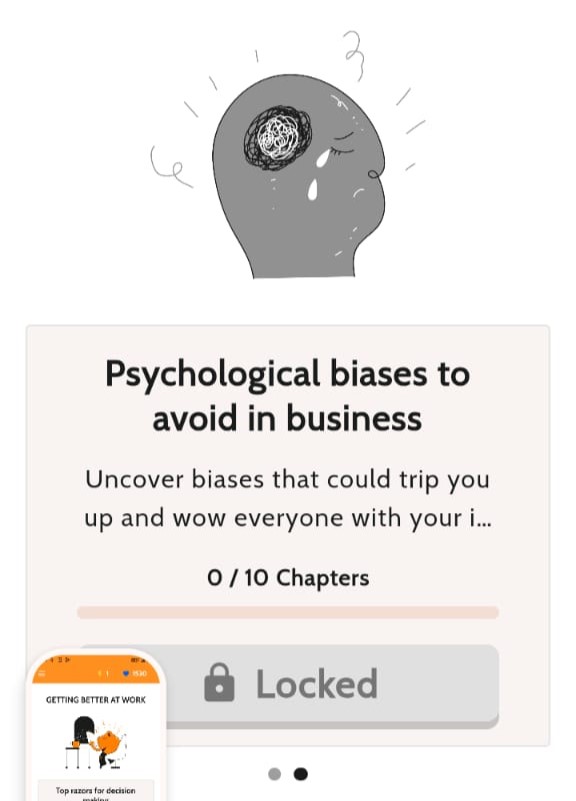 Psychological biases to
avoid in business
Uncover biases that could trip you
up and wow everyone with your i...
0 / 10 Chapters
Locked
GETTING BETTER AT WORK
Top razors for decision
making